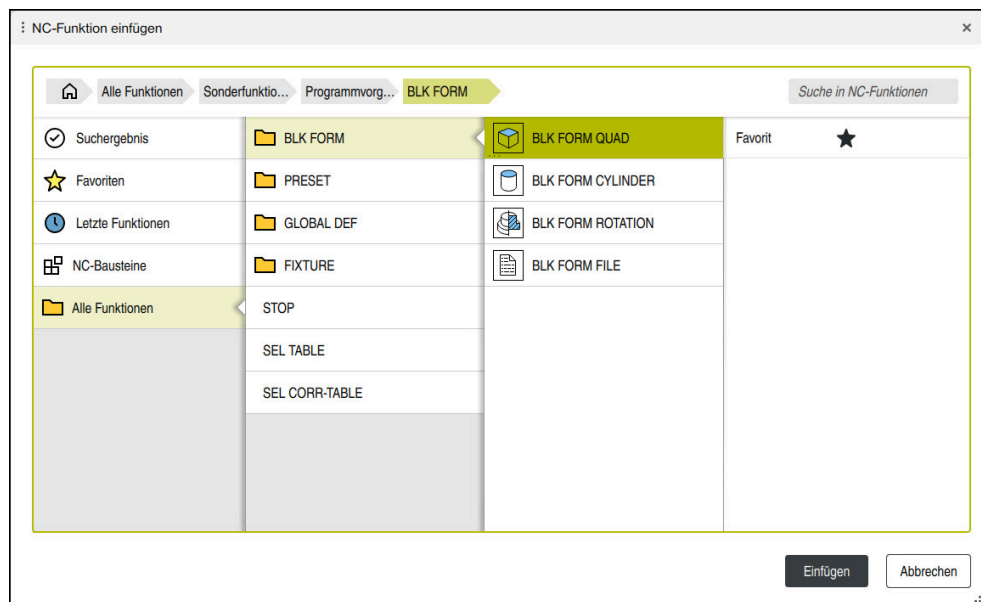 NC-Funktion einfügen
Alle Funktionen Sonderfunktio... Programmvorg... BLK FORM Suche in NC-Funktionen
Suchergebnis BLK FORM BLK FORM QUAD Favorit
Favoriten PRESET BLK FORM CYLINDER
Letzte Funktionen GLOBAL DEF BLK FORM ROTATION
NC-Bausteine FIXTURE BLK FORM FILE
Alle Funktionen STOP
SEL TABLE
SEL CORR-TABLE
Einfügen Abbrechen